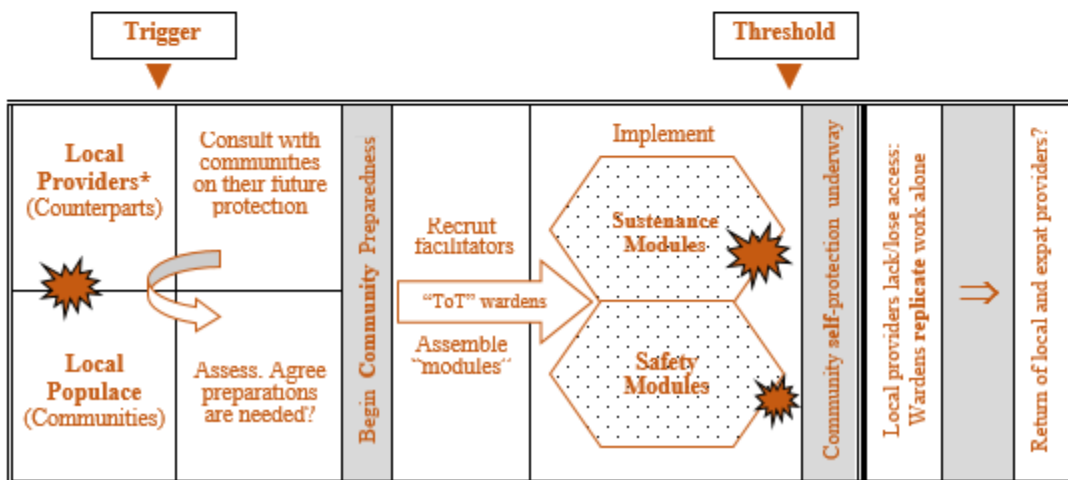 Trigger
Threshold
Local
Providers*
(Counterparts)
Consult with
communities
on their future
protection
Local
Populace
(Communities)
Assess. Agree
preparations
are needed?
Begin Community Preparedness
Recruit
facilitators
“ToT” wardens
Assemble
“modules”
Implement
Sustenance
Modules
Safety
Modules
Community self-protection underway
Local providers lack/lose access:
Wardens replicate work alone
⇒
Return of local and expat providers?